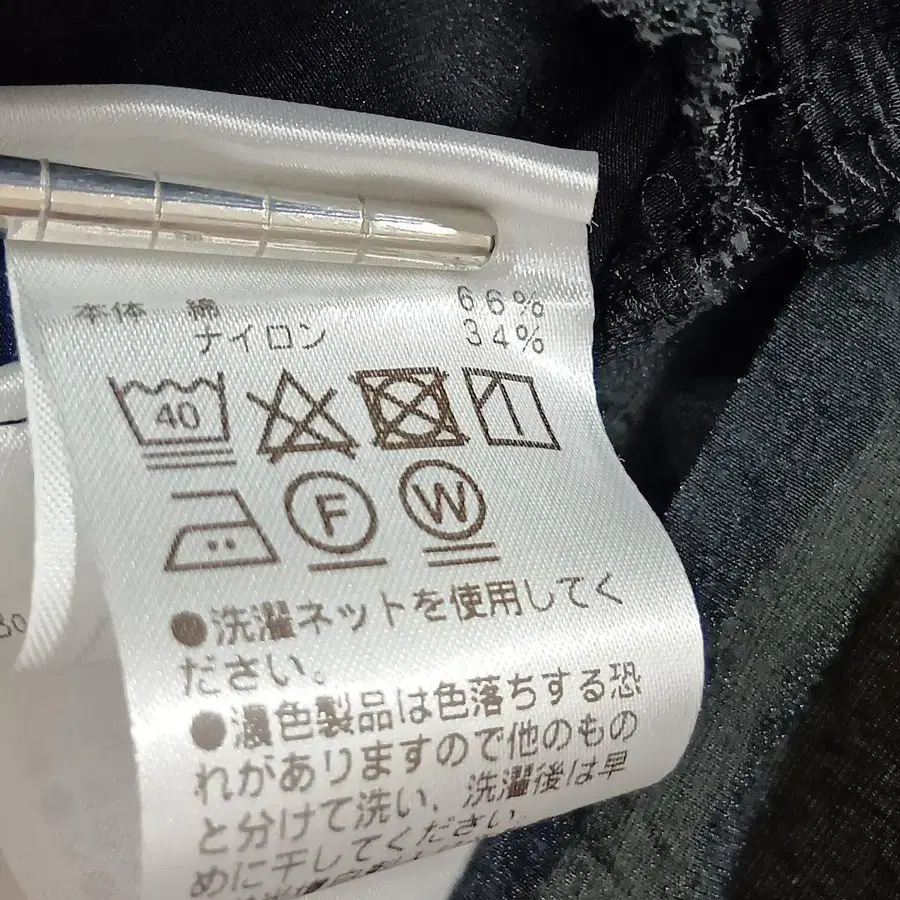 本体 綿 66%
ナイロン 34%
40
F W
●洗濯ネットを使用してく
ださい。
●濃色製品は色落ちする恐
れがありますので他のもの
と分けて洗い、洗濯後は早
めに干してください。